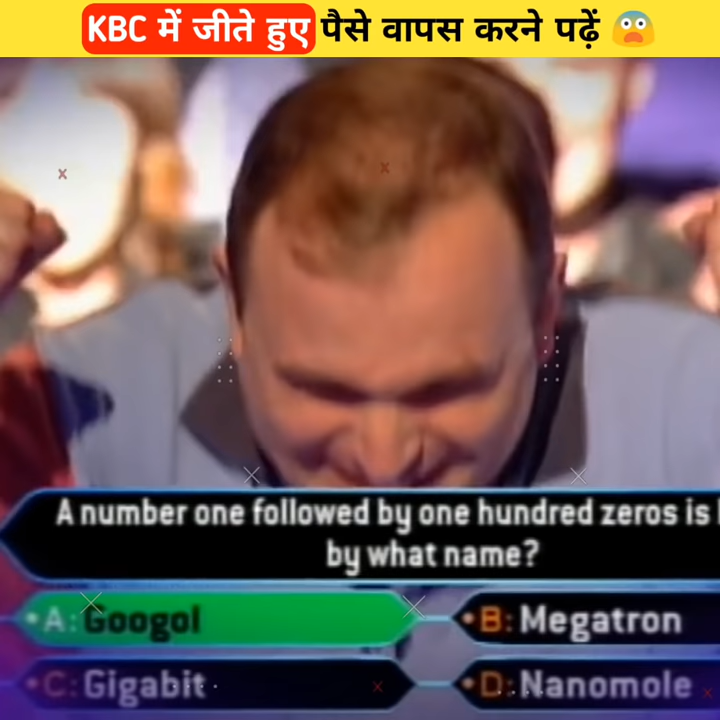 KBC में जीते हुए पैसे वापस करने पढ़ें 😨
A number one followed by one hundred zeros is
by what name?
A: Googol
B: Megatron
C: Gigabit
D: Nanomole